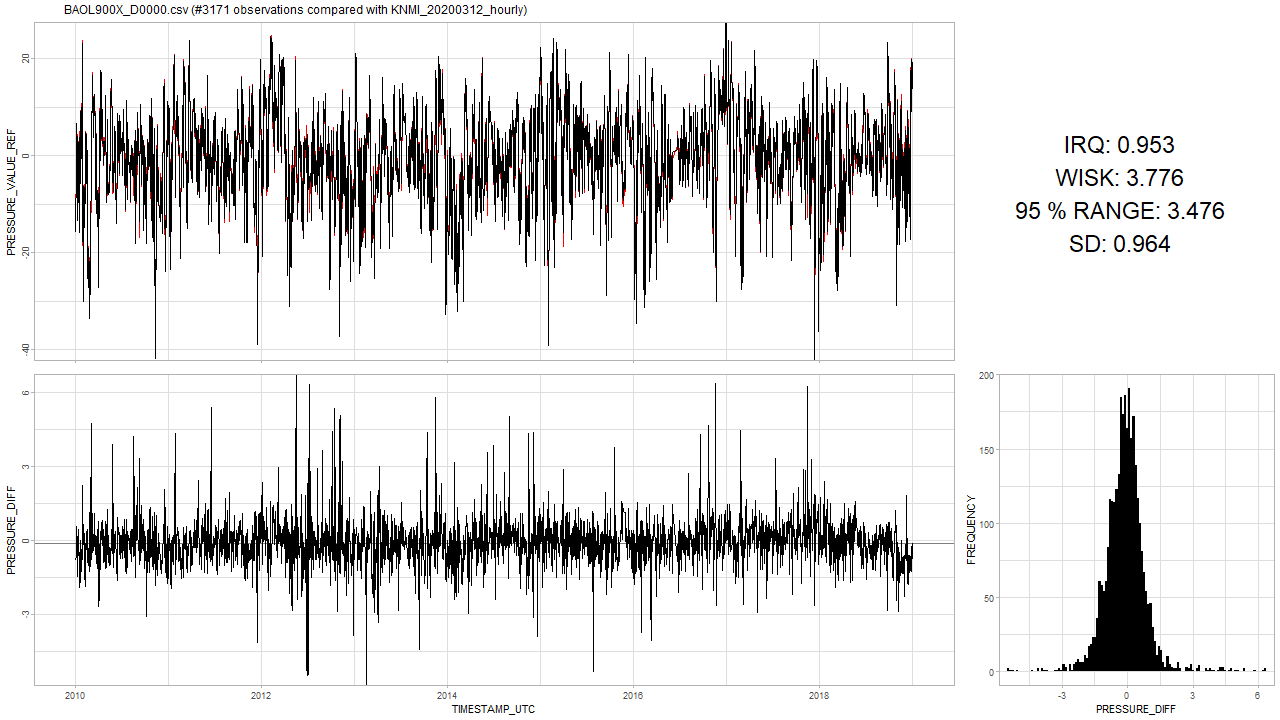 BAOL900X_D0000.csv (#3171 observations compared with KNMI_20200312_hourly)
PRESSURE_VALUE_REF
20
0
-20
-40
IRQ: 0.953
WISK: 3.776
95 % RANGE: 3.476
SD: 0.964
PRESSURE_DIFF
6
3
0
-3
2010 2012 2014 2016 2018
TIMESTAMP_UTC
FREQUENCY
200
150
100
50
0
-3 0 3 6
PRESSURE_DIFF